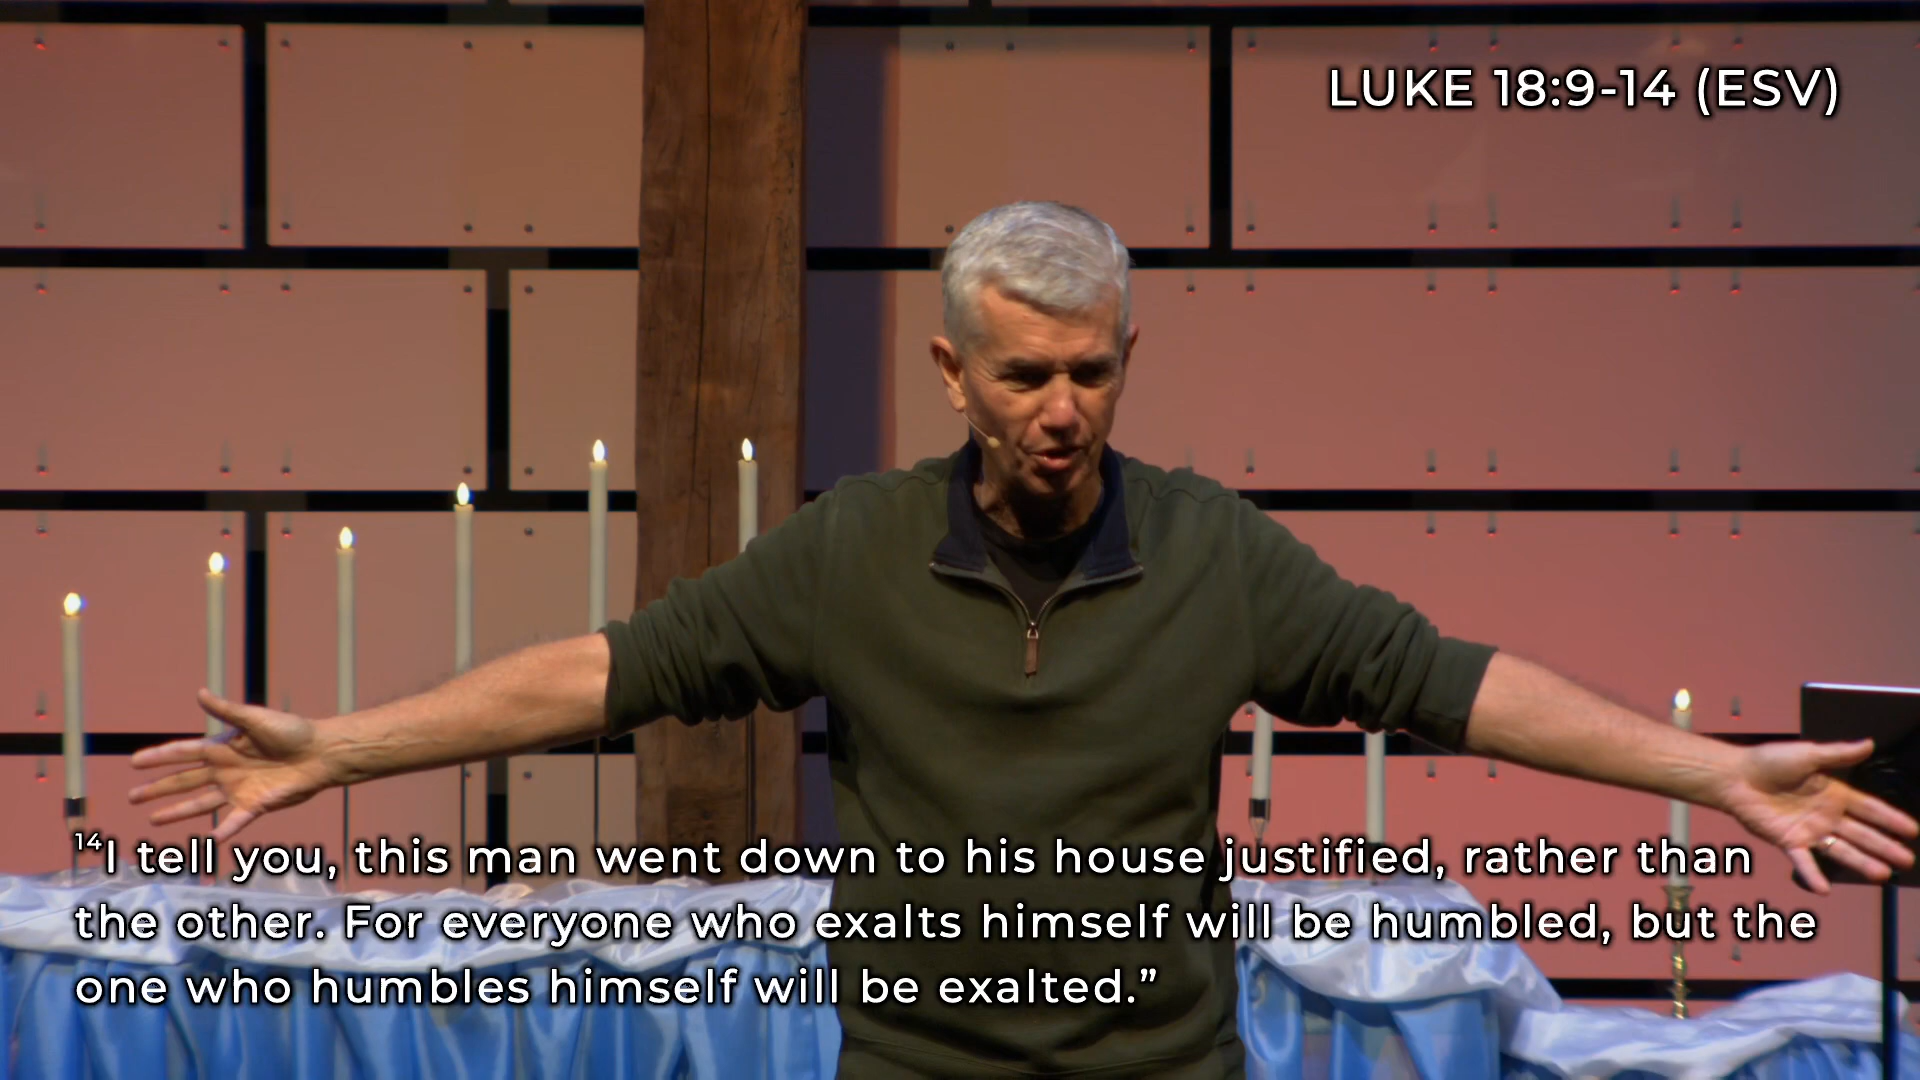 LUKE 18:9-14 (ESV)
¹⁴I tell you, this man went down to his house justified, rather than
the other. For everyone who exalts himself will be humbled, but the
one who humbles himself will be exalted.”